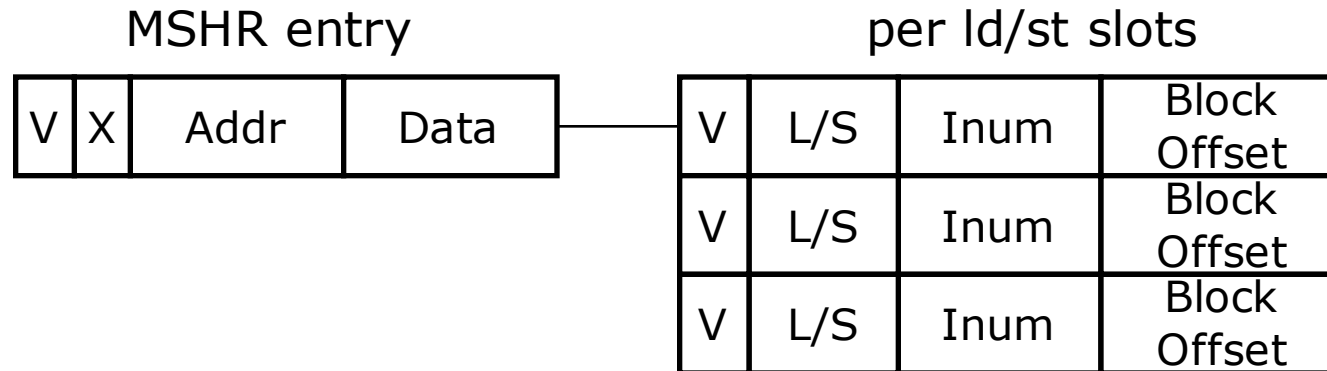 MSHR entry
per ld/st slots
V X Addr Data
V L/S Inum Block
Offset
V L/S Inum Block
Offset
V L/S Inum Block
Offset